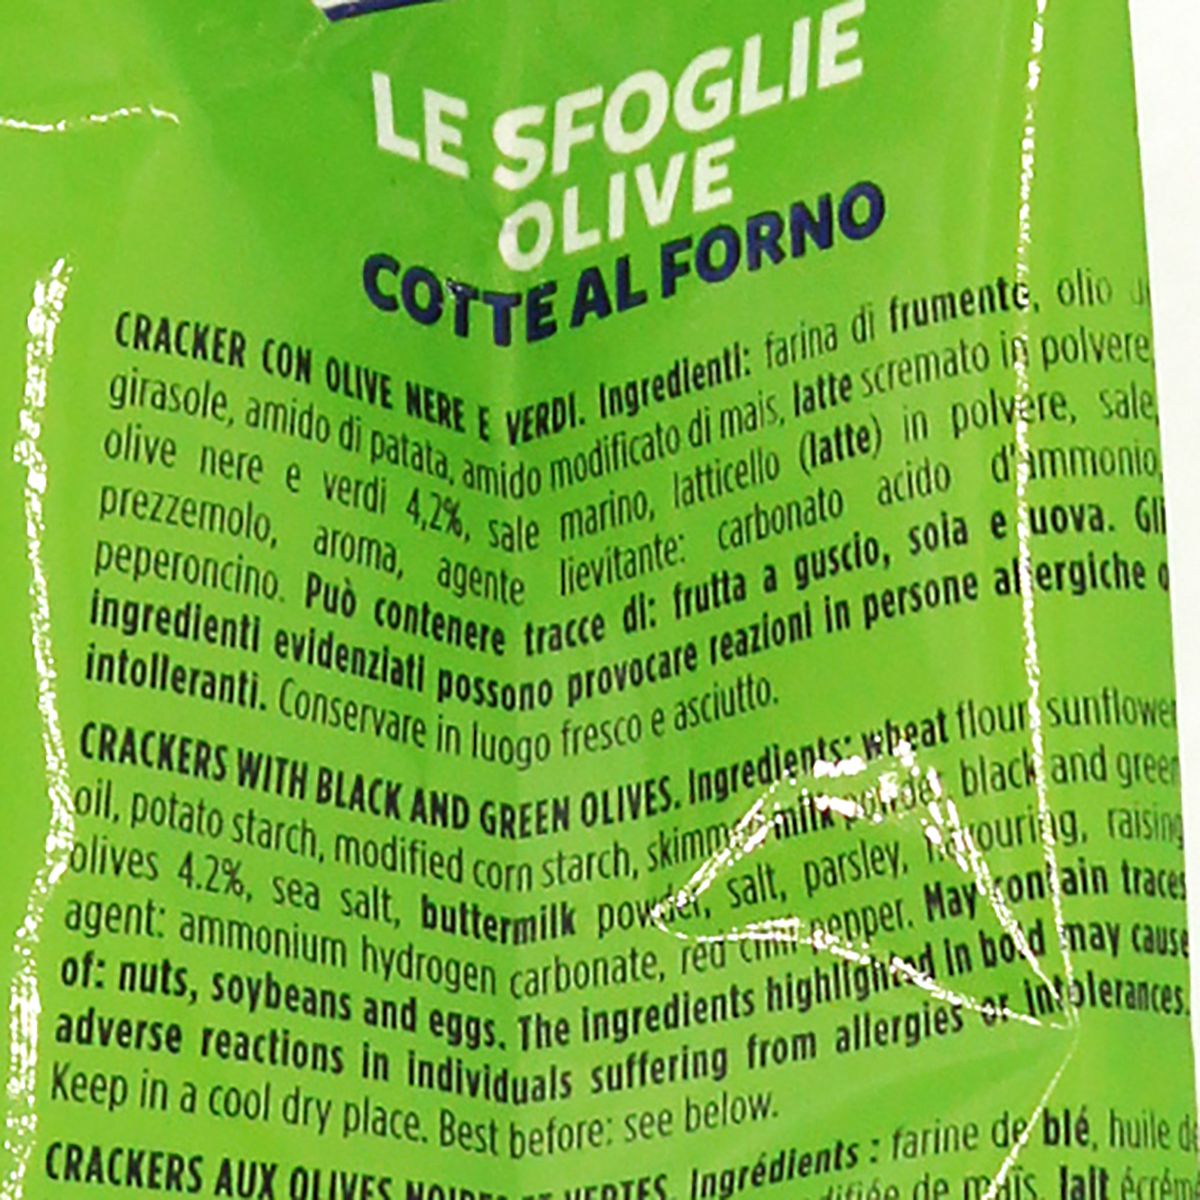 LE SFOGLIE
OLIVE
COTTE AL FORNO
CRACKER CON OLIVE NERE E VERDI. Ingredienti: farina di frumento, olio
girasole, amido di patata, amido modificato di mais, latte scremato in polvere,
olive nere e verdi 4,2%, sale marino, latticello (latte) in polvere, sale,
prezzemolo, aroma, agente lievitante: carbonato acido d'ammonio,
peperoncino. Può contenere tracce di: frutta a guscio, soia e uova. Gli
ingredienti evidenziati possono provocare reazioni in persone allergiche o
intolleranti. Conservare in luogo fresco e asciutto.
CRACKERS WITH BLACK AND GREEN OLIVES. Ingredients: wheat flour, sunflower
oil, potato starch, modified corn starch, skimmed milk powder, black and green
olives 4.2%, sea salt, buttermilk powder, salt, parsley, flavouring, raising
agent: ammonium hydrogen carbonate, red chili pepper. May contain traces
of: nuts, soybeans and eggs. The ingredients highlighted in bold may cause
adverse reactions in individuals suffering from allergies or intolerances.
Keep in a cool dry place. Best before: see below.
CRACKERS AUX OLIVES NOIRES ET VERTES. Ingrédients : farine de blé, huile de
de maïs, lait